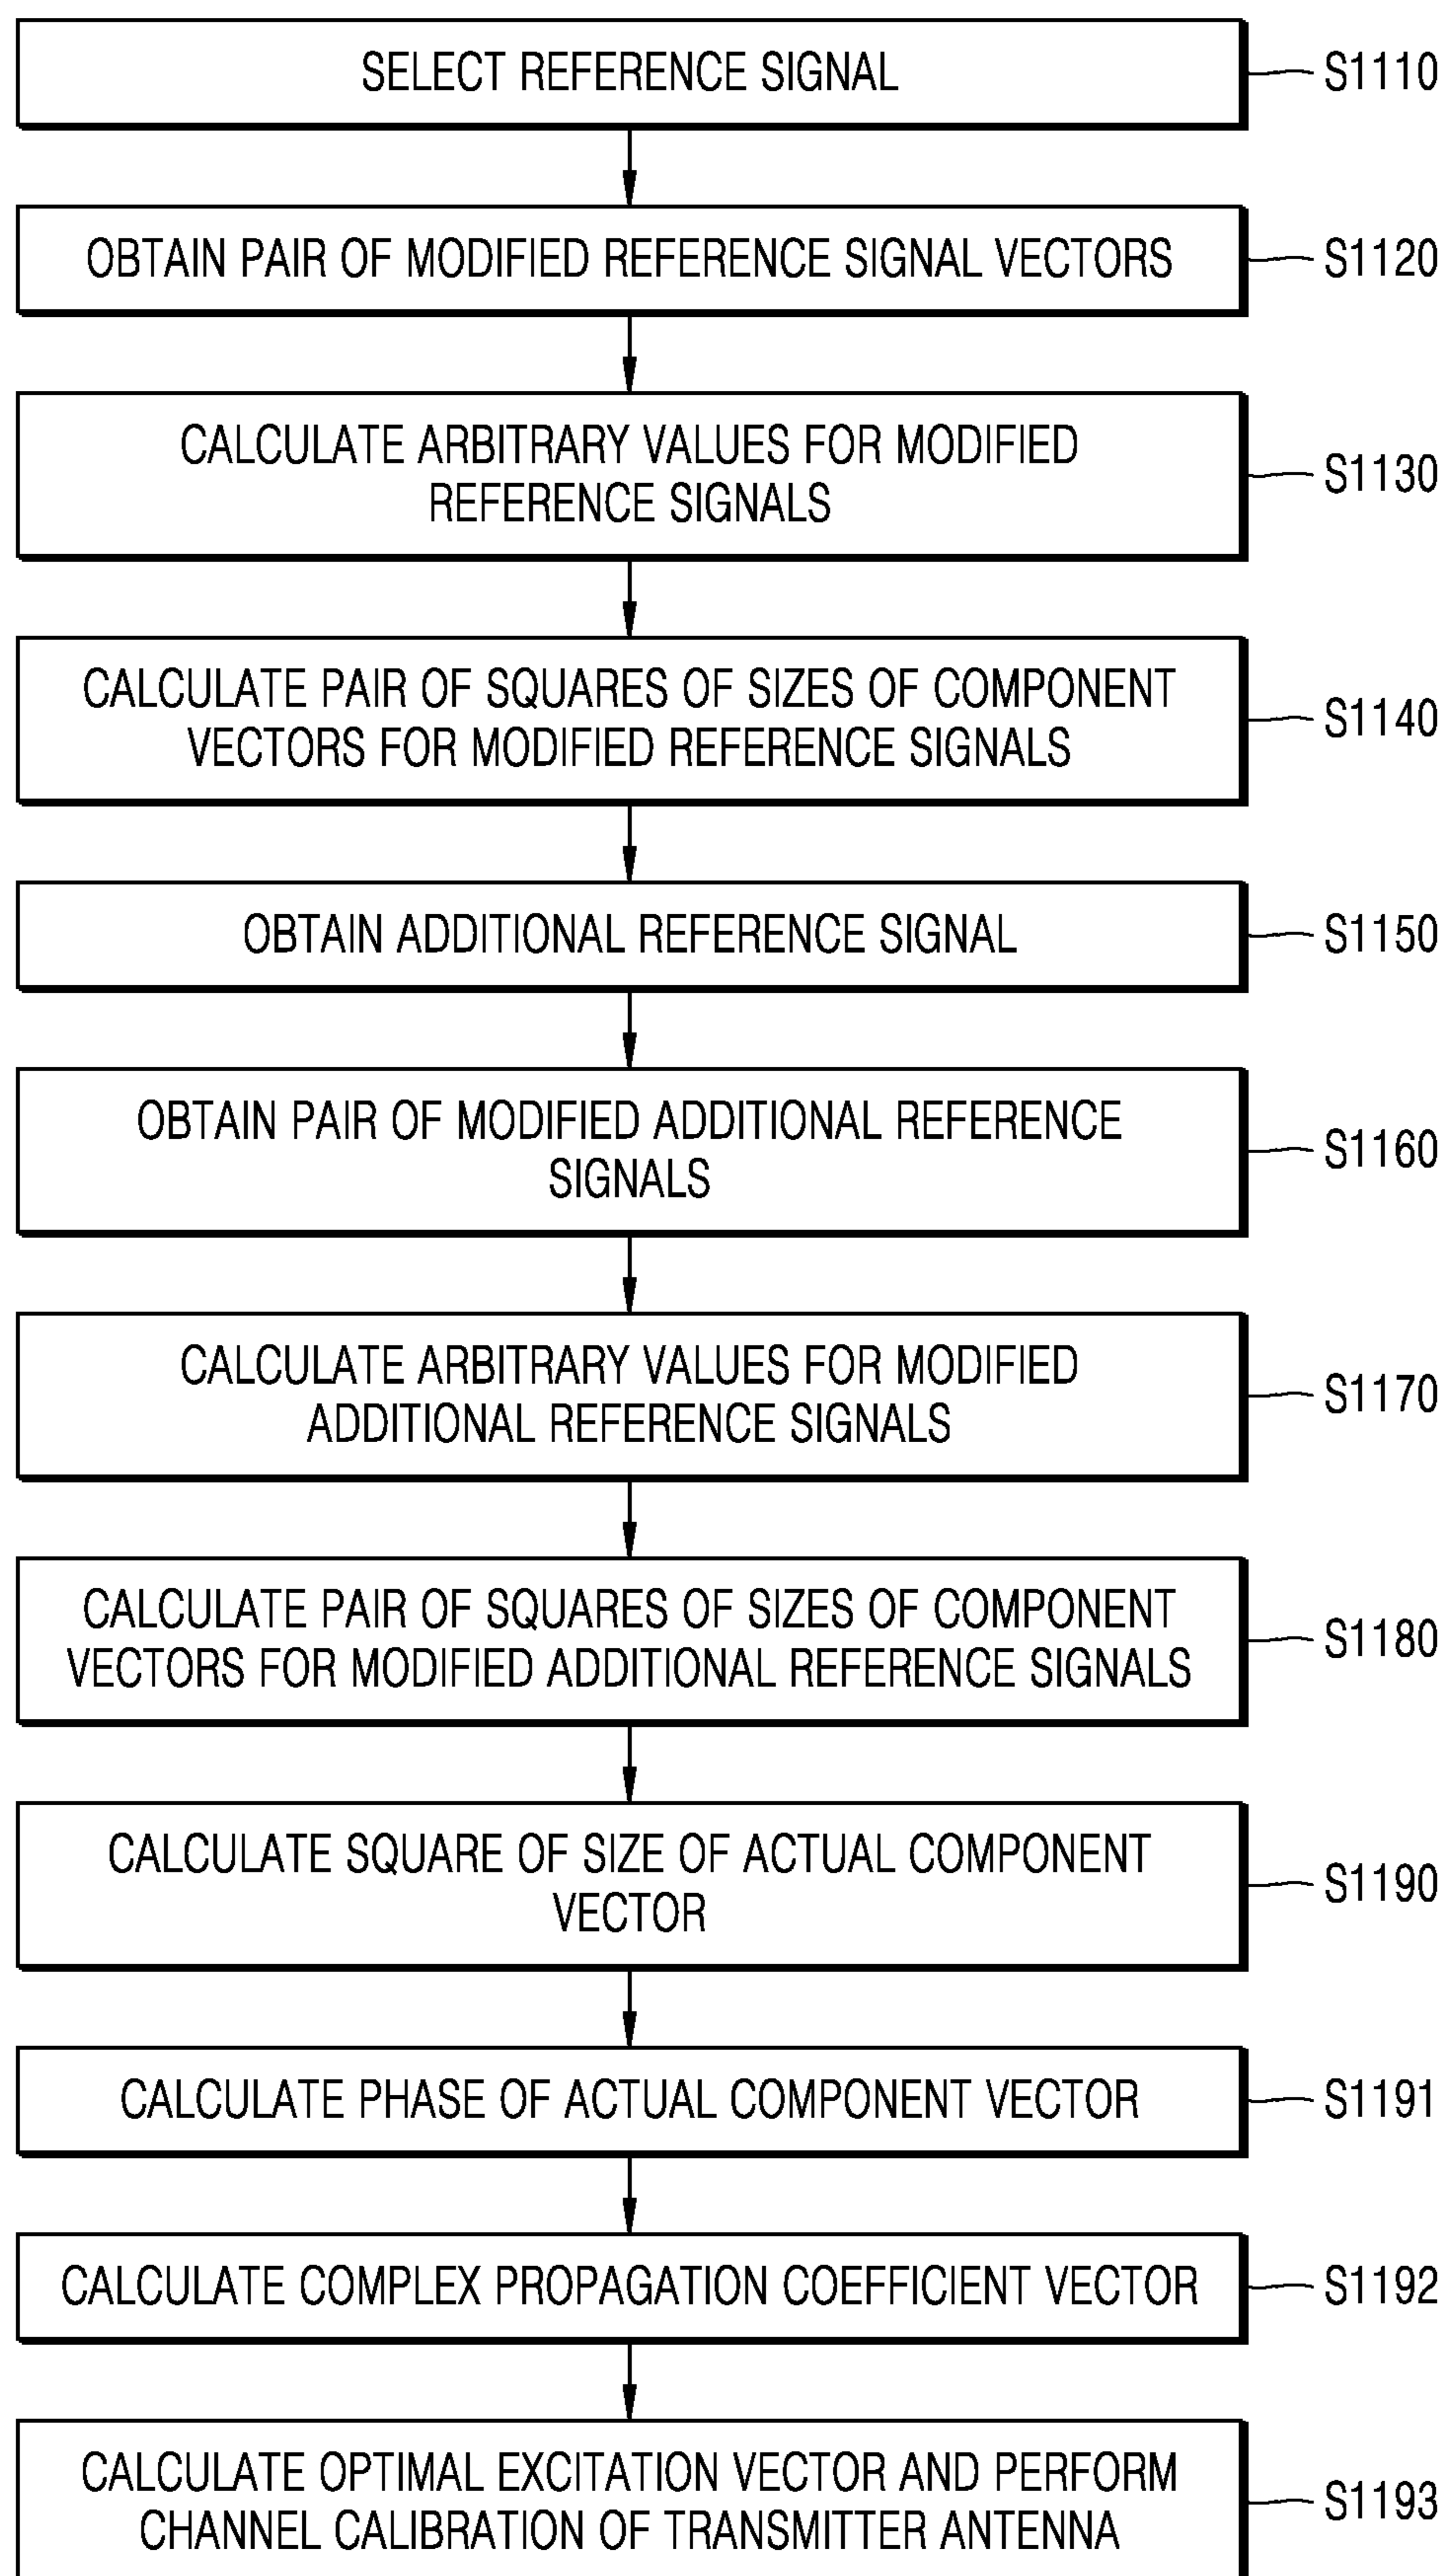 SELECT REFERENCE SIGNAL
S1110
OBTAIN PAIR OF MODIFIED REFERENCE SIGNAL VECTORS
S1120
CALCULATE ARBITRARY VALUES FOR MODIFIED
REFERENCE SIGNALS
S1130
CALCULATE PAIR OF SQUARES OF SIZES OF COMPONENT
VECTORS FOR MODIFIED REFERENCE SIGNALS
S1140
OBTAIN ADDITIONAL REFERENCE SIGNAL
S1150
OBTAIN PAIR OF MODIFIED ADDITIONAL REFERENCE
SIGNALS
S1160
CALCULATE ARBITRARY VALUES FOR MODIFIED
ADDITIONAL REFERENCE SIGNALS
S1170
CALCULATE PAIR OF SQUARES OF SIZES OF COMPONENT
VECTORS FOR MODIFIED ADDITIONAL REFERENCE SIGNALS
S1180
CALCULATE SQUARE OF SIZE OF ACTUAL COMPONENT
VECTOR
S1190
CALCULATE PHASE OF ACTUAL COMPONENT VECTOR
S1191
CALCULATE COMPLEX PROPAGATION COEFFICIENT VECTOR
S1192
CALCULATE OPTIMAL EXCITATION VECTOR AND PERFORM
CHANNEL CALIBRATION OF TRANSMITTER ANTENNA
S1193